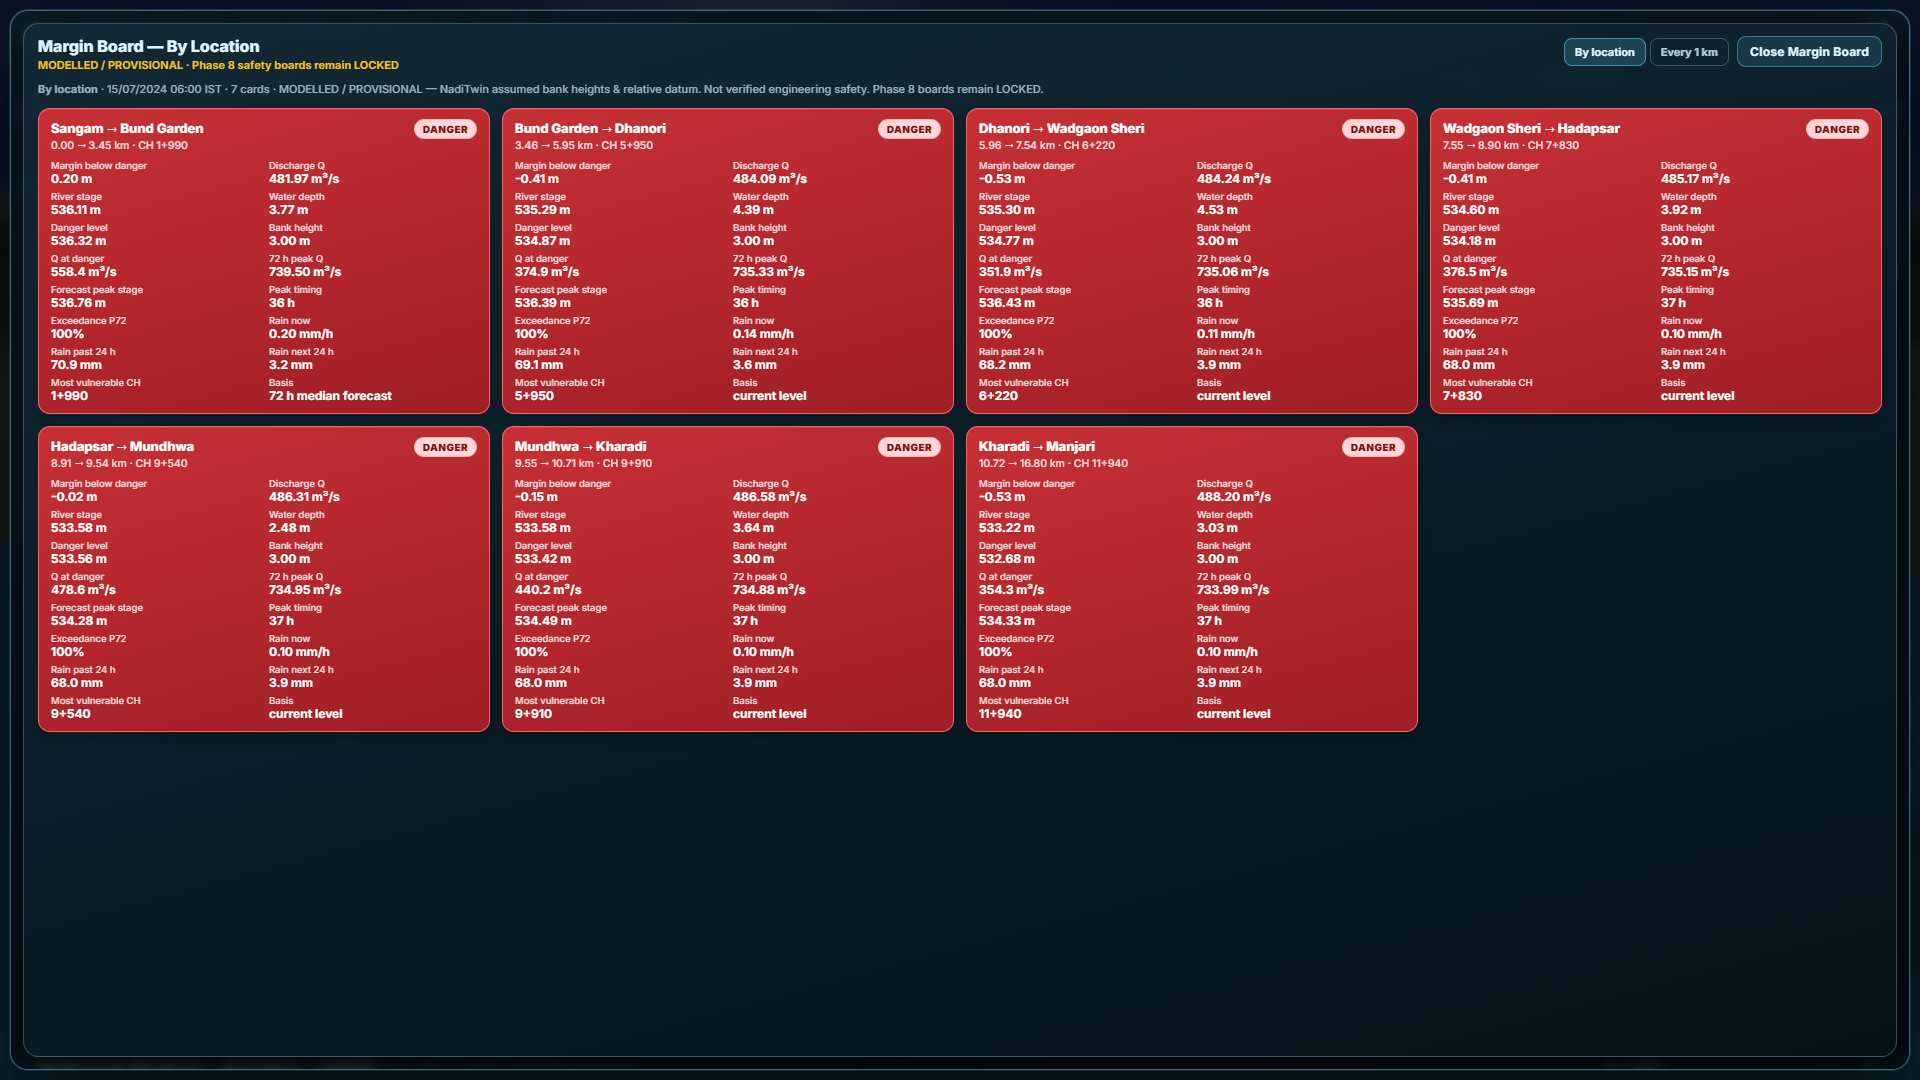 Margin Board — By Location
MODELLED / PROVISIONAL · Phase 8 safety boards remain LOCKED
By location
Every 1 km
Close Margin Board
By location · 15/07/2024 06:00 IST · 7 cards · MODELLED / PROVISIONAL — NadiTwin assumed bank heights & relative datum. Not verified engineering safety. Phase 8 boards remain LOCKED.
Sangam → Bund Garden DANGER
0.00 → 3.45 km · CH 1+990
Margin below danger Discharge Q
0.20 m 481.97 m³/s
River stage Water depth
536.11 m 3.77 m
Danger level Bank height
536.32 m 3.00 m
Q at danger 72 h peak Q
558.4 m³/s 739.50 m³/s
Forecast peak stage Peak timing
536.76 m 36 h
Exceedance P72 Rain now
100% 0.20 mm/h
Rain past 24 h Rain next 24 h
70.9 mm 3.2 mm
Most vulnerable CH Basis
1+990 72 h median forecast
Bund Garden → Dhanori DANGER
3.46 → 5.95 km · CH 5+950
Margin below danger Discharge Q
-0.41 m 484.09 m³/s
River stage Water depth
535.29 m 4.39 m
Danger level Bank height
534.87 m 3.00 m
Q at danger 72 h peak Q
374.9 m³/s 735.33 m³/s
Forecast peak stage Peak timing
536.39 m 36 h
Exceedance P72 Rain now
100% 0.14 mm/h
Rain past 24 h Rain next 24 h
69.1 mm 3.6 mm
Most vulnerable CH Basis
5+950 current level
Dhanori → Wadgaon Sheri DANGER
5.96 → 7.54 km · CH 6+220
Margin below danger Discharge Q
-0.53 m 484.24 m³/s
River stage Water depth
535.30 m 4.53 m
Danger level Bank height
534.77 m 3.00 m
Q at danger 72 h peak Q
351.9 m³/s 735.06 m³/s
Forecast peak stage Peak timing
536.43 m 36 h
Exceedance P72 Rain now
100% 0.11 mm/h
Rain past 24 h Rain next 24 h
68.2 mm 3.9 mm
Most vulnerable CH Basis
6+220 current level
Wadgaon Sheri → Hadapsar DANGER
7.55 → 8.90 km · CH 7+830
Margin below danger Discharge Q
-0.41 m 485.17 m³/s
River stage Water depth
534.60 m 3.92 m
Danger level Bank height
534.18 m 3.00 m
Q at danger 72 h peak Q
376.5 m³/s 735.15 m³/s
Forecast peak stage Peak timing
535.69 m 37 h
Exceedance P72 Rain now
100% 0.10 mm/h
Rain past 24 h Rain next 24 h
68.0 mm 3.9 mm
Most vulnerable CH Basis
7+830 current level
Hadapsar → Mundhwa DANGER
8.91 → 9.54 km · CH 9+540
Margin below danger Discharge Q
-0.02 m 486.31 m³/s
River stage Water depth
533.58 m 2.48 m
Danger level Bank height
533.56 m 3.00 m
Q at danger 72 h peak Q
478.6 m³/s 734.95 m³/s
Forecast peak stage Peak timing
534.28 m 37 h
Exceedance P72 Rain now
100% 0.10 mm/h
Rain past 24 h Rain next 24 h
68.0 mm 3.9 mm
Most vulnerable CH Basis
9+540 current level
Mundhwa → Kharadi DANGER
9.55 → 10.71 km · CH 9+910
Margin below danger Discharge Q
-0.15 m 486.58 m³/s
River stage Water depth
533.58 m 3.64 m
Danger level Bank height
533.42 m 3.00 m
Q at danger 72 h peak Q
440.2 m³/s 734.88 m³/s
Forecast peak stage Peak timing
534.49 m 37 h
Exceedance P72 Rain now
100% 0.10 mm/h
Rain past 24 h Rain next 24 h
68.0 mm 3.9 mm
Most vulnerable CH Basis
9+910 current level
Kharadi → Manjari DANGER
10.72 → 16.80 km · CH 11+940
Margin below danger Discharge Q
-0.53 m 488.20 m³/s
River stage Water depth
533.22 m 3.03 m
Danger level Bank height
532.68 m 3.00 m
Q at danger 72 h peak Q
354.3 m³/s 733.99 m³/s
Forecast peak stage Peak timing
534.33 m 37 h
Exceedance P72 Rain now
100% 0.10 mm/h
Rain past 24 h Rain next 24 h
68.0 mm 3.9 mm
Most vulnerable CH Basis
11+940 current level